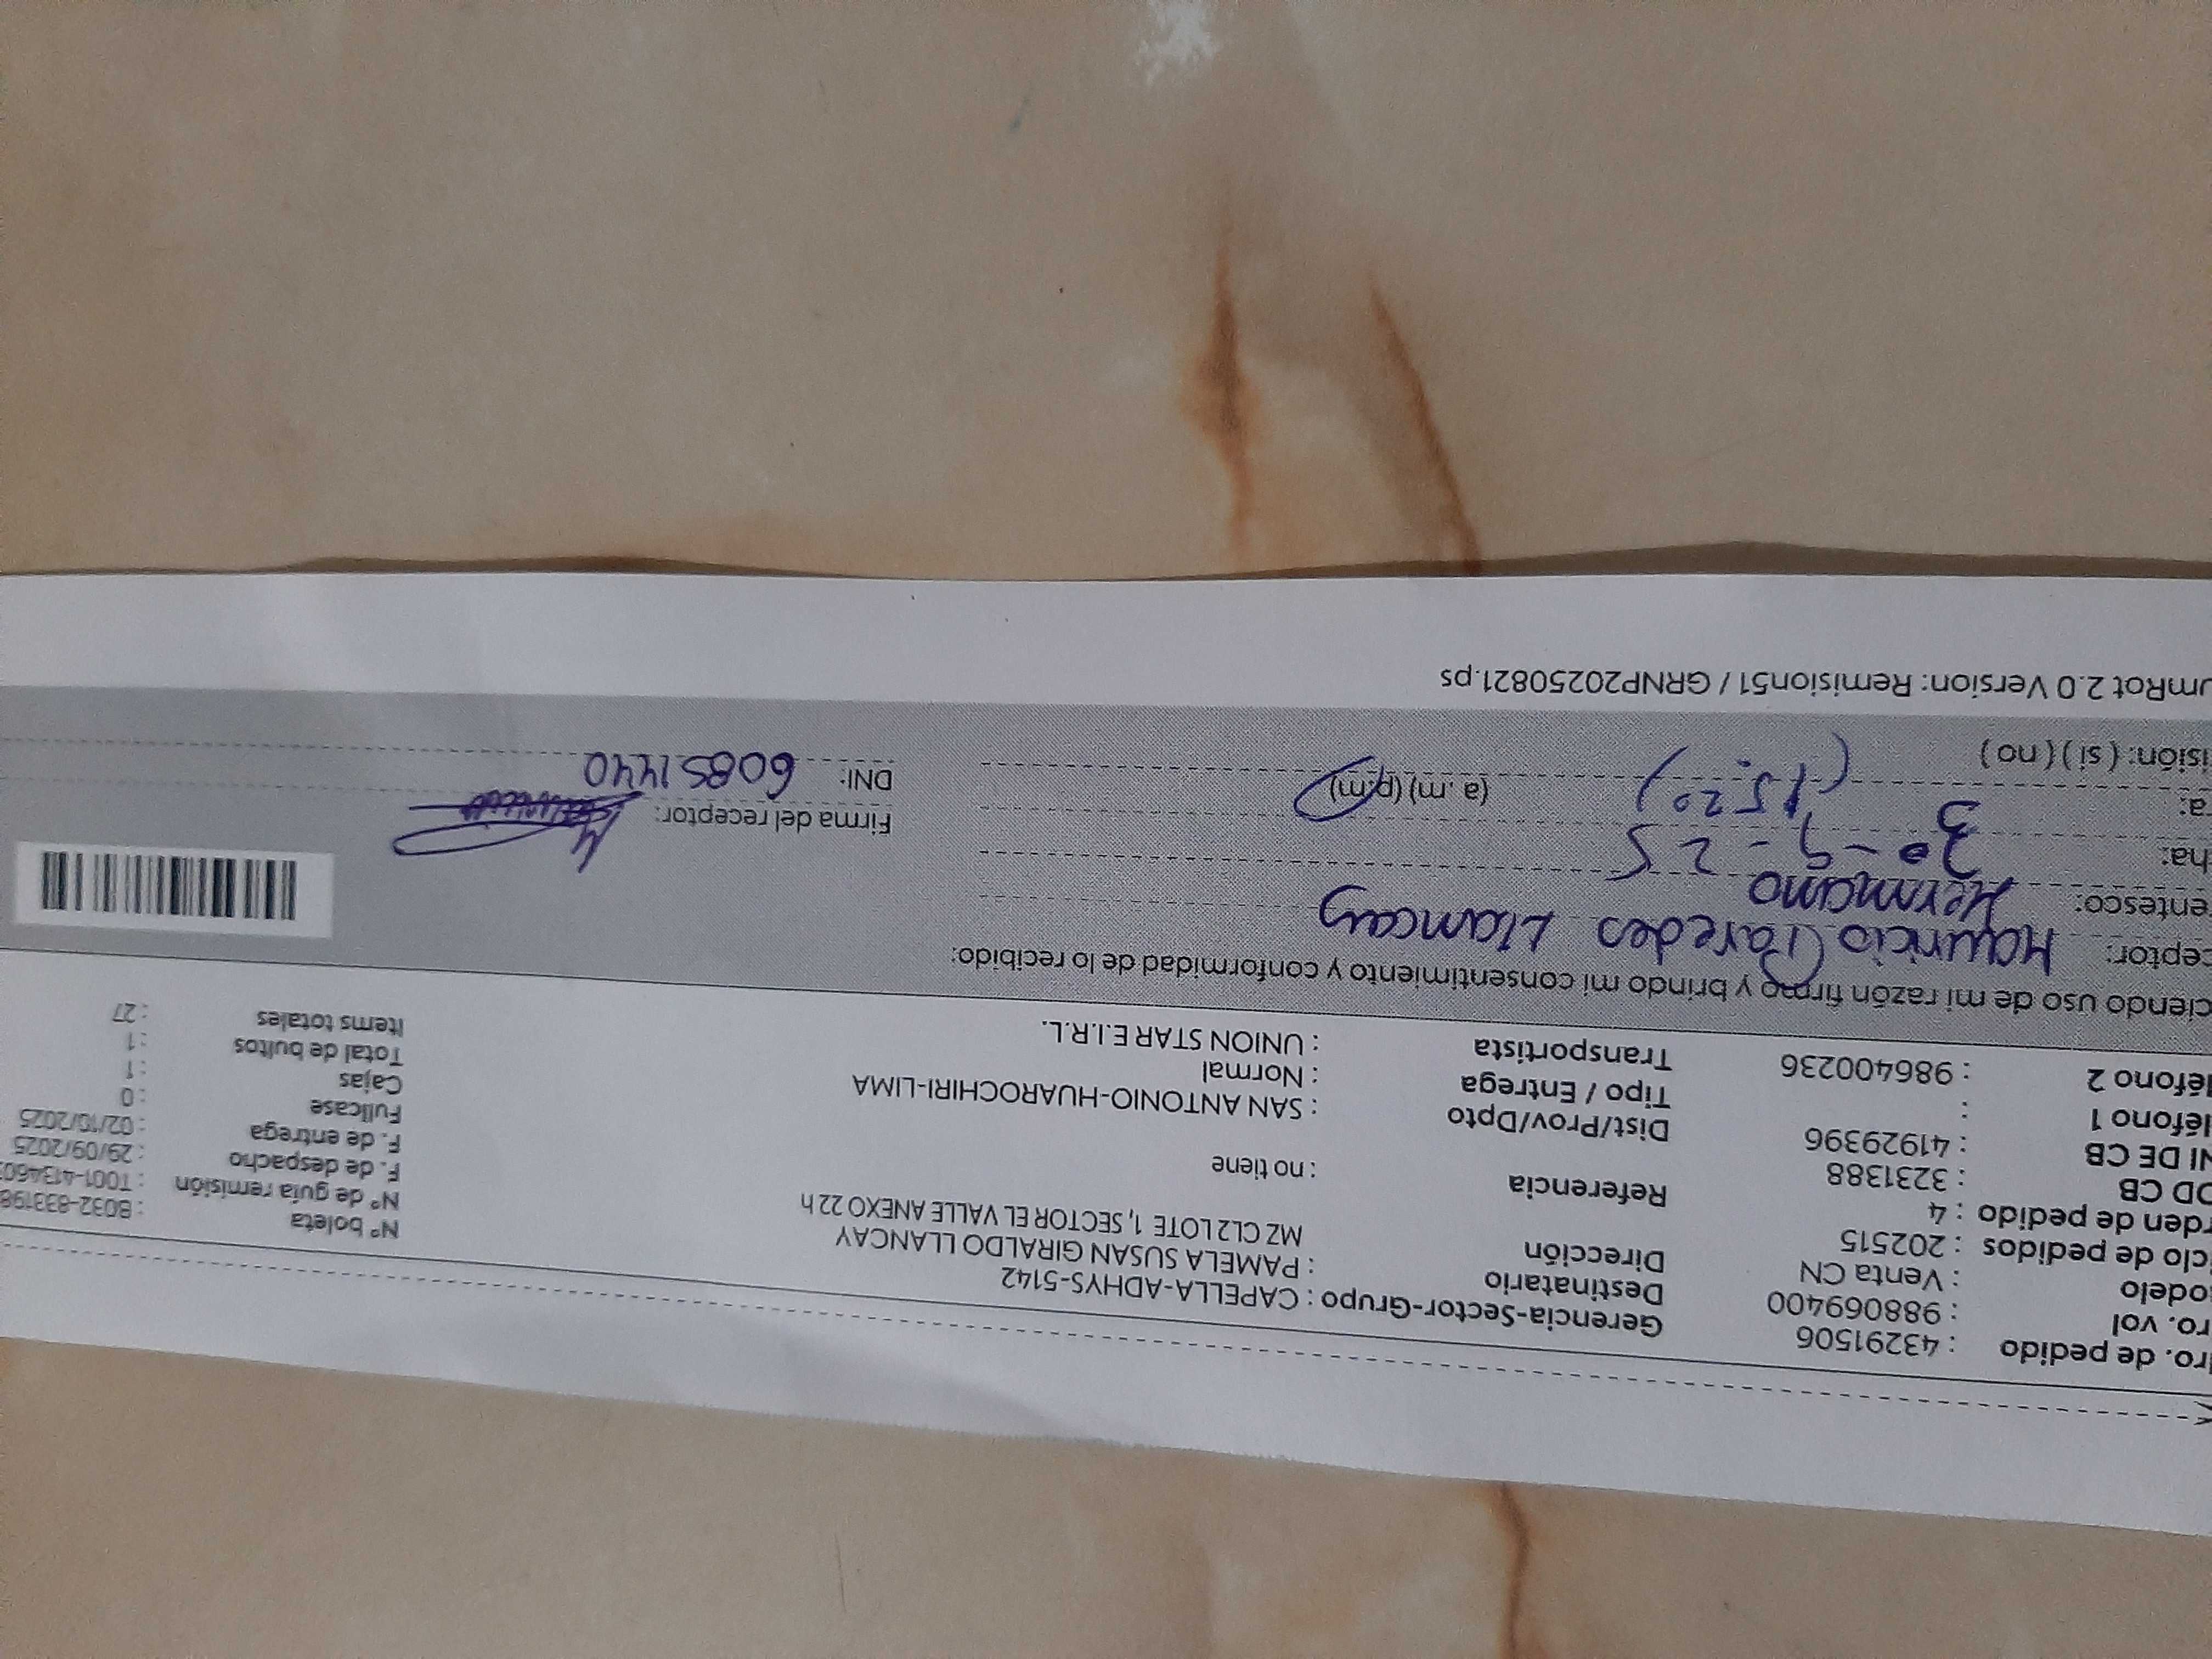 ro. de pedido : 43291506
ro. vol : 988069400
odelo : Venta CN
iclo de pedidos : 202515
rden de pedido : 4
OD CB : 3231388
NI DE CB : 41929396
léfono 1 :
léfono 2 : 986400236
Gerencia-Sector-Grupo : CAPELLA-ADHYS-5142
Destinatario : PAMELA SUSAN GIRALDO LLANCAY
Dirección MZ CL2 LOTE 1, SECTOR EL VALLE ANEXO 22 h
Referencia : no tiene
Dist/Prov/Dpto : SAN ANTONIO-HUAROCHIRI-LIMA
Tipo / Entrega : Normal
Transportista : UNION STAR E.I.R.L.
Nº boleta : B032-833198
Nº de guía remisión : T001-413460
F. de despacho : 29/09/2025
F. de entrega : 02/10/2025
Fullcase : 0
Cajas : 1
Total de bultos : 1
Items totales : 27
ciendo uso de mi razón firmo y brindo mi consentimiento y conformidad de lo recibido:
ceptor: Mauricio Paredes Llamcay
entesco: Hermano
ha: 30-9-25
a: 3 (15:20) (a. m) (p.m)
isión: ( si ) ( no )
Firma del receptor:
DNI: 60851440
umRot 2.0 Version: Remision51 / GRNP20250821.ps